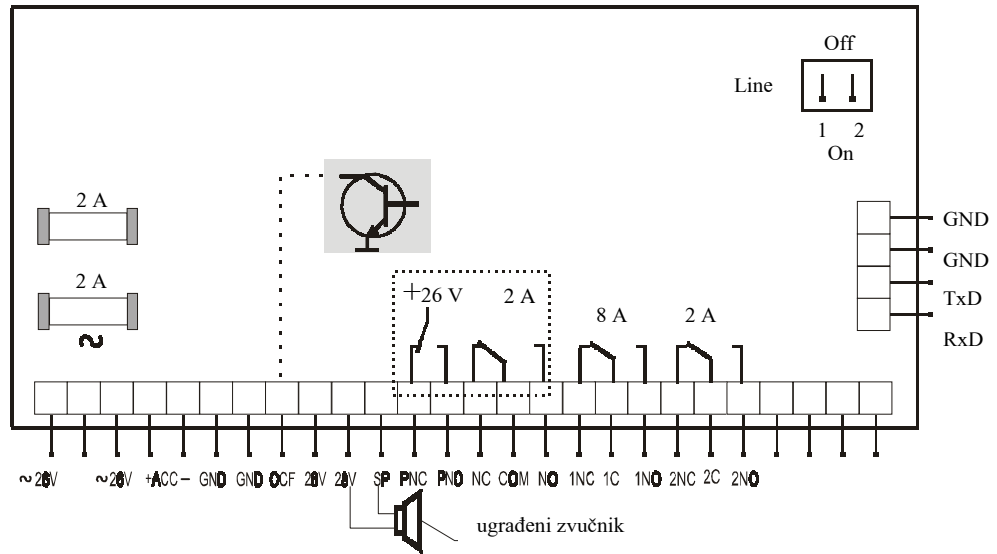 Off
Line
1 2
On
2 A
GND
GND
2 A
+26 V 2 A
8 A 2 A
TxD
RxD
~26V ~26V +ACC− GND GND OCF 26V 26V SP PNC PNO NC COM NO 1NC 1C 1NO 2NC 2C 2NO
ugrađeni zvučnik